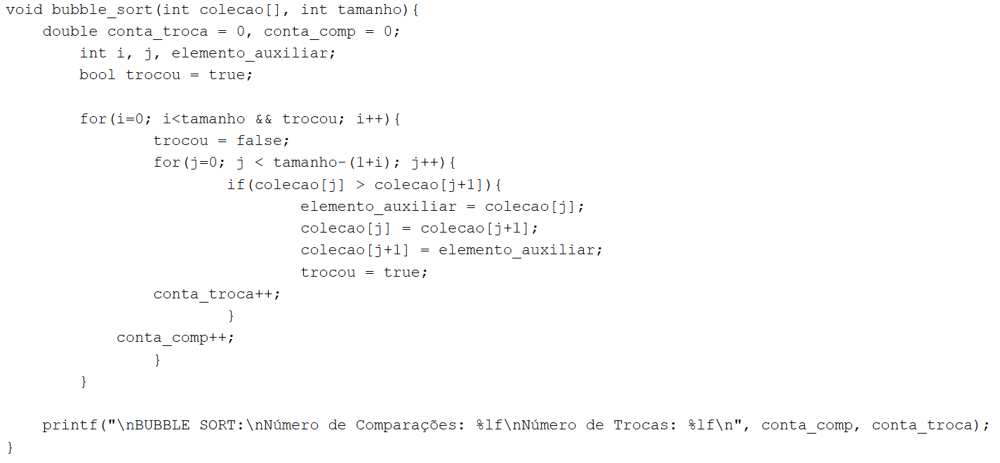 void bubble_sort(int colecao[], int tamanho){
    double conta_troca = 0, conta_comp = 0;
        int i, j, elemento_auxiliar;
        bool trocou = true;

        for(i=0; i<tamanho && trocou; i++){
                trocou = false;
                for(j=0; j < tamanho-(1+i); j++){
                        if(colecao[j] > colecao[j+1]){
                                elemento_auxiliar = colecao[j];
                                colecao[j] = colecao[j+1];
                                colecao[j+1] = elemento_auxiliar;
                                trocou = true;
                conta_troca++;
                        }
            conta_comp++;
                }
        }

    printf("\nBUBBLE SORT:\nNúmero de Comparações: %lf\nNúmero de Trocas: %lf\n", conta_comp, conta_troca);
}